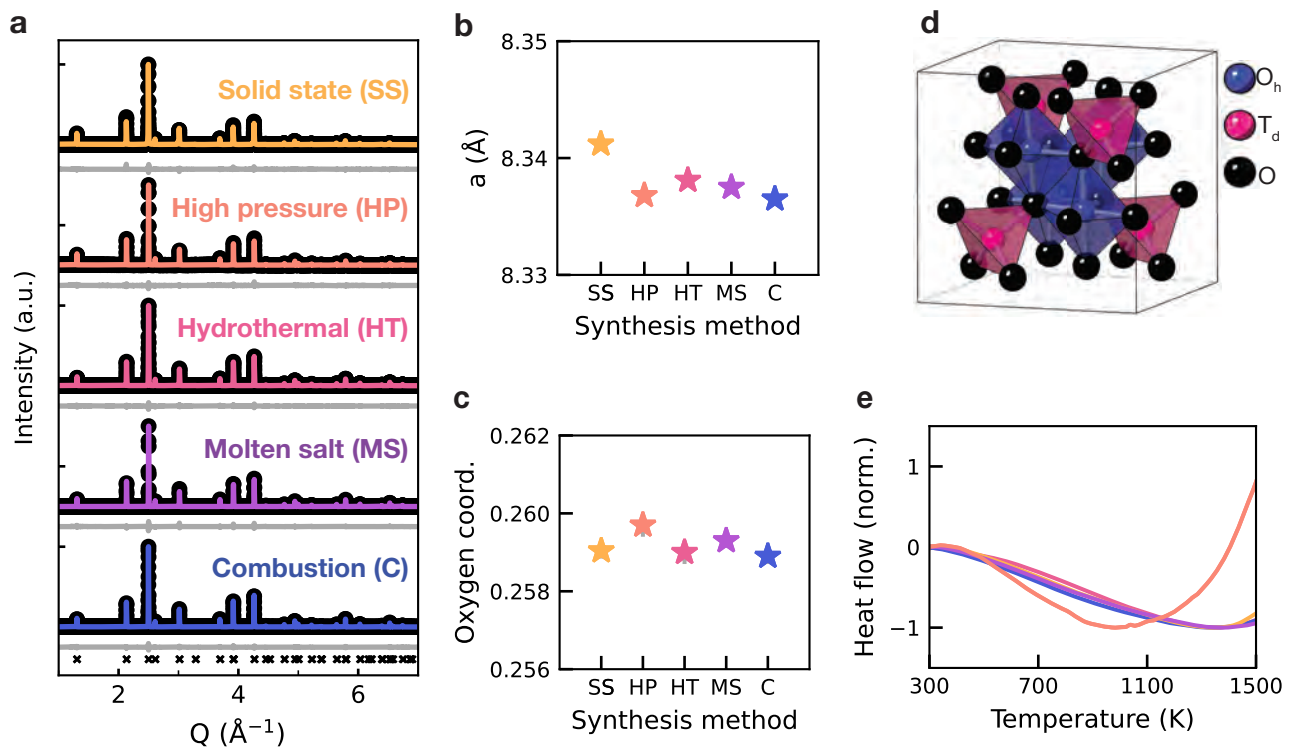 a
Solid state (SS)
High pressure (HP)
Hydrothermal (HT)
Molten salt (MS)
Combustion (C)
Intensity (a.u.)
2 4 6
Q (Å⁻¹)
b
8.35
8.34
8.33
a (Å)
SS HP HT MS C
Synthesis method
c
0.262
0.260
0.258
0.256
Oxygen coord.
SS HP HT MS C
Synthesis method
d
Oₕ
T_d
O
e
1
0
−1
Heat flow (norm.)
300 700 1100 1500
Temperature (K)